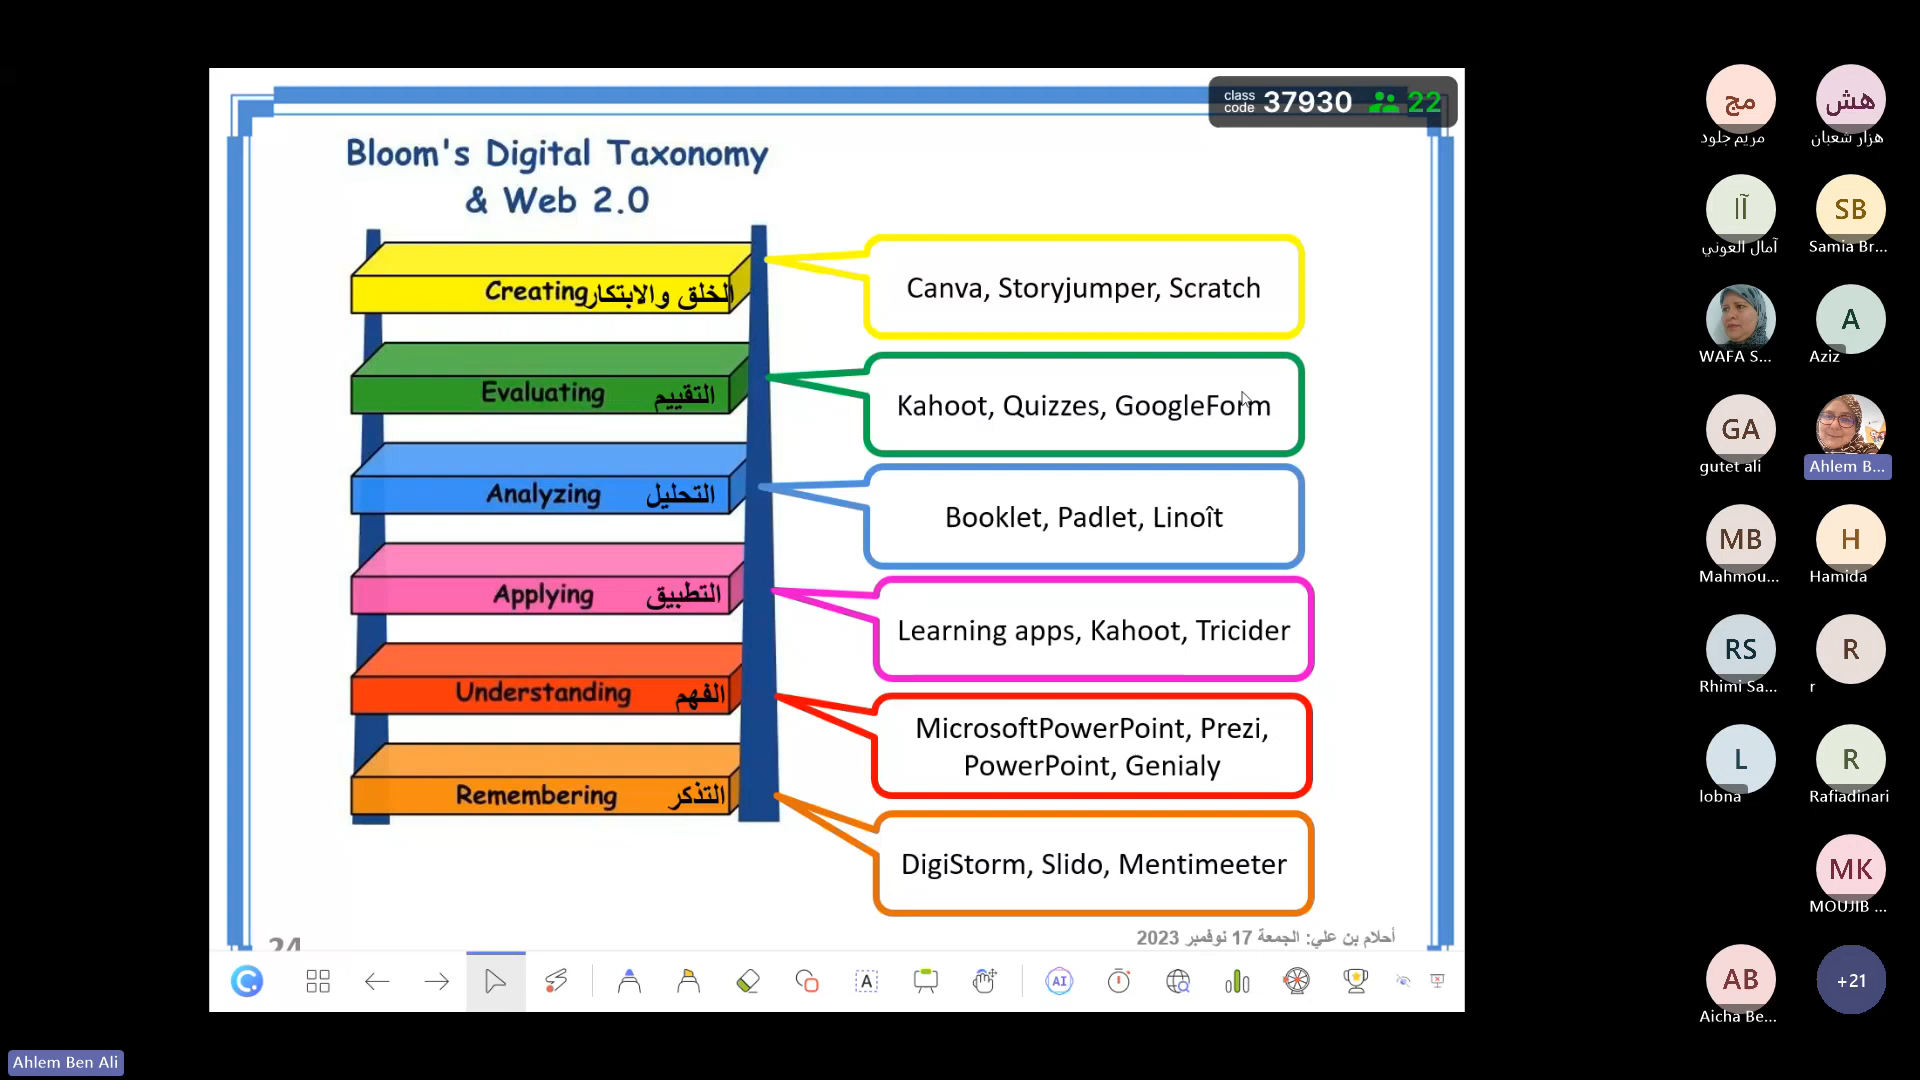 class code 37930 22
Bloom's Digital Taxonomy
& Web 2.0
Creating الخلق والابتكار
Canva, Storyjumper, Scratch
Evaluating التقييم
Kahoot, Quizzes, GoogleForm
Analyzing التحليل
Booklet, Padlet, Linoît
Applying التطبيق
Learning apps, Kahoot, Tricider
Understanding الفهم
MicrosoftPowerPoint, Prezi,
PowerPoint, Genialy
Remembering التذكر
DigiStorm, Slido, Mentimeeter
24
أحلام بن علي: الجمعة 17 نوفمبر 2023
A
AI
Ahlem Ben Ali
مج
مريم جلود
هش
هزار شعبان
آا
آمال العوني
SB
Samia Br...
WAFA S...
A
Aziz
GA
gutet ali
Ahlem B...
MB
Mahmou...
H
Hamida
RS
Rhimi Sa...
R
r
L
lobna
R
Rafiadinari
MK
MOUJIB ...
AB
Aicha Be...
+21